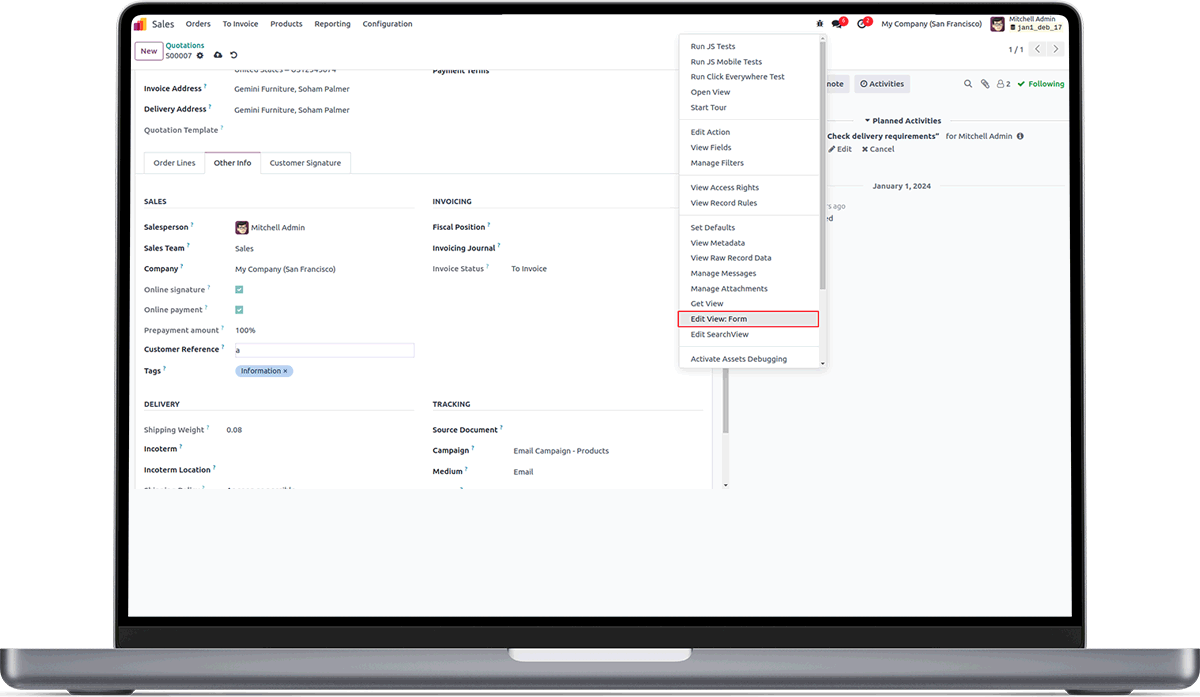 Sales Orders To Invoice Products Reporting Configuration
6 2 My Company (San Francisco) Mitchell Admin
jan1_deb_17
New Quotations
S00007
1 / 1
Payment Terms
Invoice Address ? Gemini Furniture, Soham Palmer
Delivery Address ? Gemini Furniture, Soham Palmer
Quotation Template ?
Order Lines Other Info Customer Signature
SALES
Salesperson ? Mitchell Admin
Sales Team ? Sales
Company ? My Company (San Francisco)
Online signature ?
Online payment ?
Prepayment amount ? 100%
Customer Reference ? a
Tags ? Information ×
INVOICING
Fiscal Position ?
Invoicing Journal ?
Invoice Status ? To Invoice
DELIVERY
Shipping Weight ? 0.08
Incoterm ?
Incoterm Location ?
TRACKING
Source Document ?
Campaign ? Email Campaign - Products
Medium ? Email
Run JS Tests
Run JS Mobile Tests
Run Click Everywhere Test
Open View
Start Tour
Edit Action
View Fields
Manage Filters
View Access Rights
View Record Rules
Set Defaults
View Metadata
View Raw Record Data
Manage Messages
Manage Attachments
Get View
Edit View: Form
Edit SearchView
Activate Assets Debugging
note Activities 2 Following
Planned Activities
Check delivery requirements" for Mitchell Admin
Edit Cancel
January 1, 2024
s ago
ed